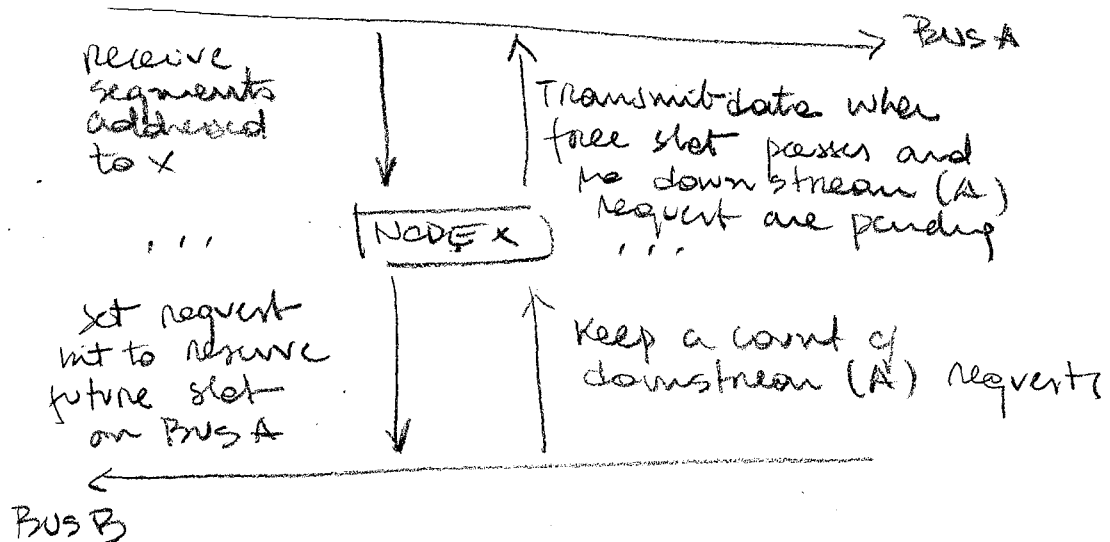 BUS A
receive
segments
addressed
to X
Transmit data when
free slot passes and
no downstream (A)
request are pending
...
NODE X
...
set request
bit to reserve
future slot
on BUS A
Keep a count of
downstream (A) requests
BUS B